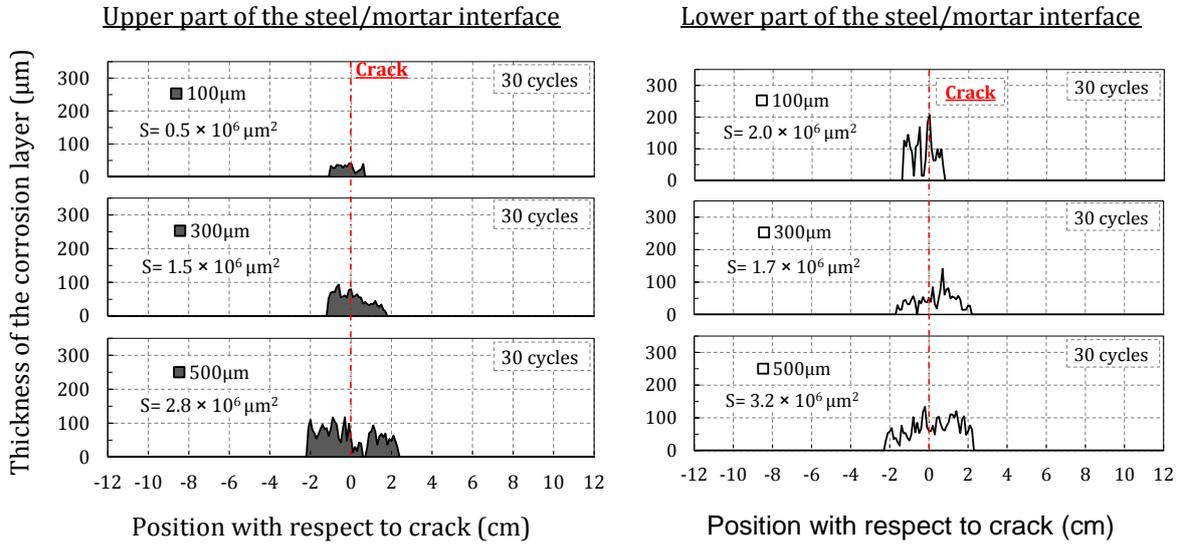 Upper part of the steel/mortar interface
Lower part of the steel/mortar interface
Thickness of the corrosion layer (μm)
300
200
100
0
Crack
30 cycles
100μm
S= 0.5 × 10⁶ μm²
300
200
100
0
30 cycles
300μm
S= 1.5 × 10⁶ μm²
300
200
100
0
30 cycles
500μm
S= 2.8 × 10⁶ μm²
-12 -10 -8 -6 -4 -2 0 2 4 6 8 10 12
Position with respect to crack (cm)
300
200
100
0
Crack
30 cycles
100μm
S= 2.0 × 10⁶ μm²
300
200
100
0
30 cycles
300μm
S= 1.7 × 10⁶ μm²
300
200
100
0
30 cycles
500μm
S= 3.2 × 10⁶ μm²
-12 -10 -8 -6 -4 -2 0 2 4 6 8 10 12
Position with respect to crack (cm)